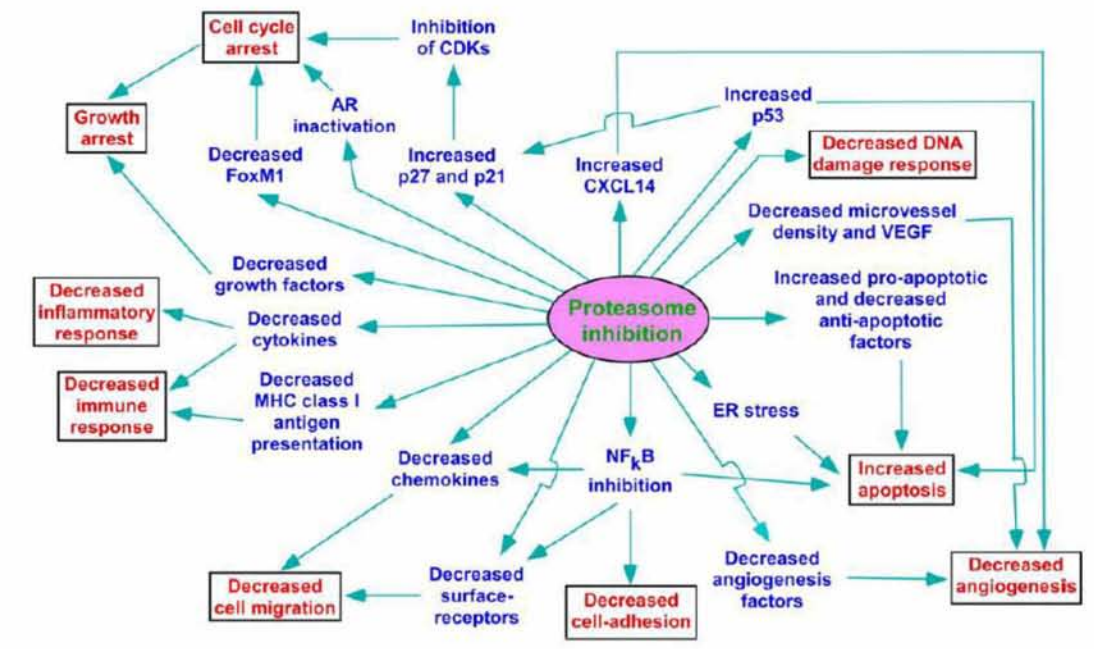 Cell cycle
arrest
Inhibition
of CDKs
Growth
arrest
AR
inactivation
Decreased
FoxM1
Increased
p27 and p21
Increased
CXCL14
Increased
p53
Decreased DNA
damage response
Decreased microvessel
density and VEGF
Decreased
growth factors
Decreased
inflammatory
response
Decreased
cytokines
Proteasome
inhibition
Increased pro-apoptotic
and decreased
anti-apoptotic
factors
Decreased
immune
response
Decreased
MHC class I
antigen
presentation
ER stress
Decreased
chemokines
NFkB
inhibition
Increased
apoptosis
Decreased
cell migration
Decreased
surface-
receptors
Decreased
cell-adhesion
Decreased
angiogenesis
factors
Decreased
angiogenesis